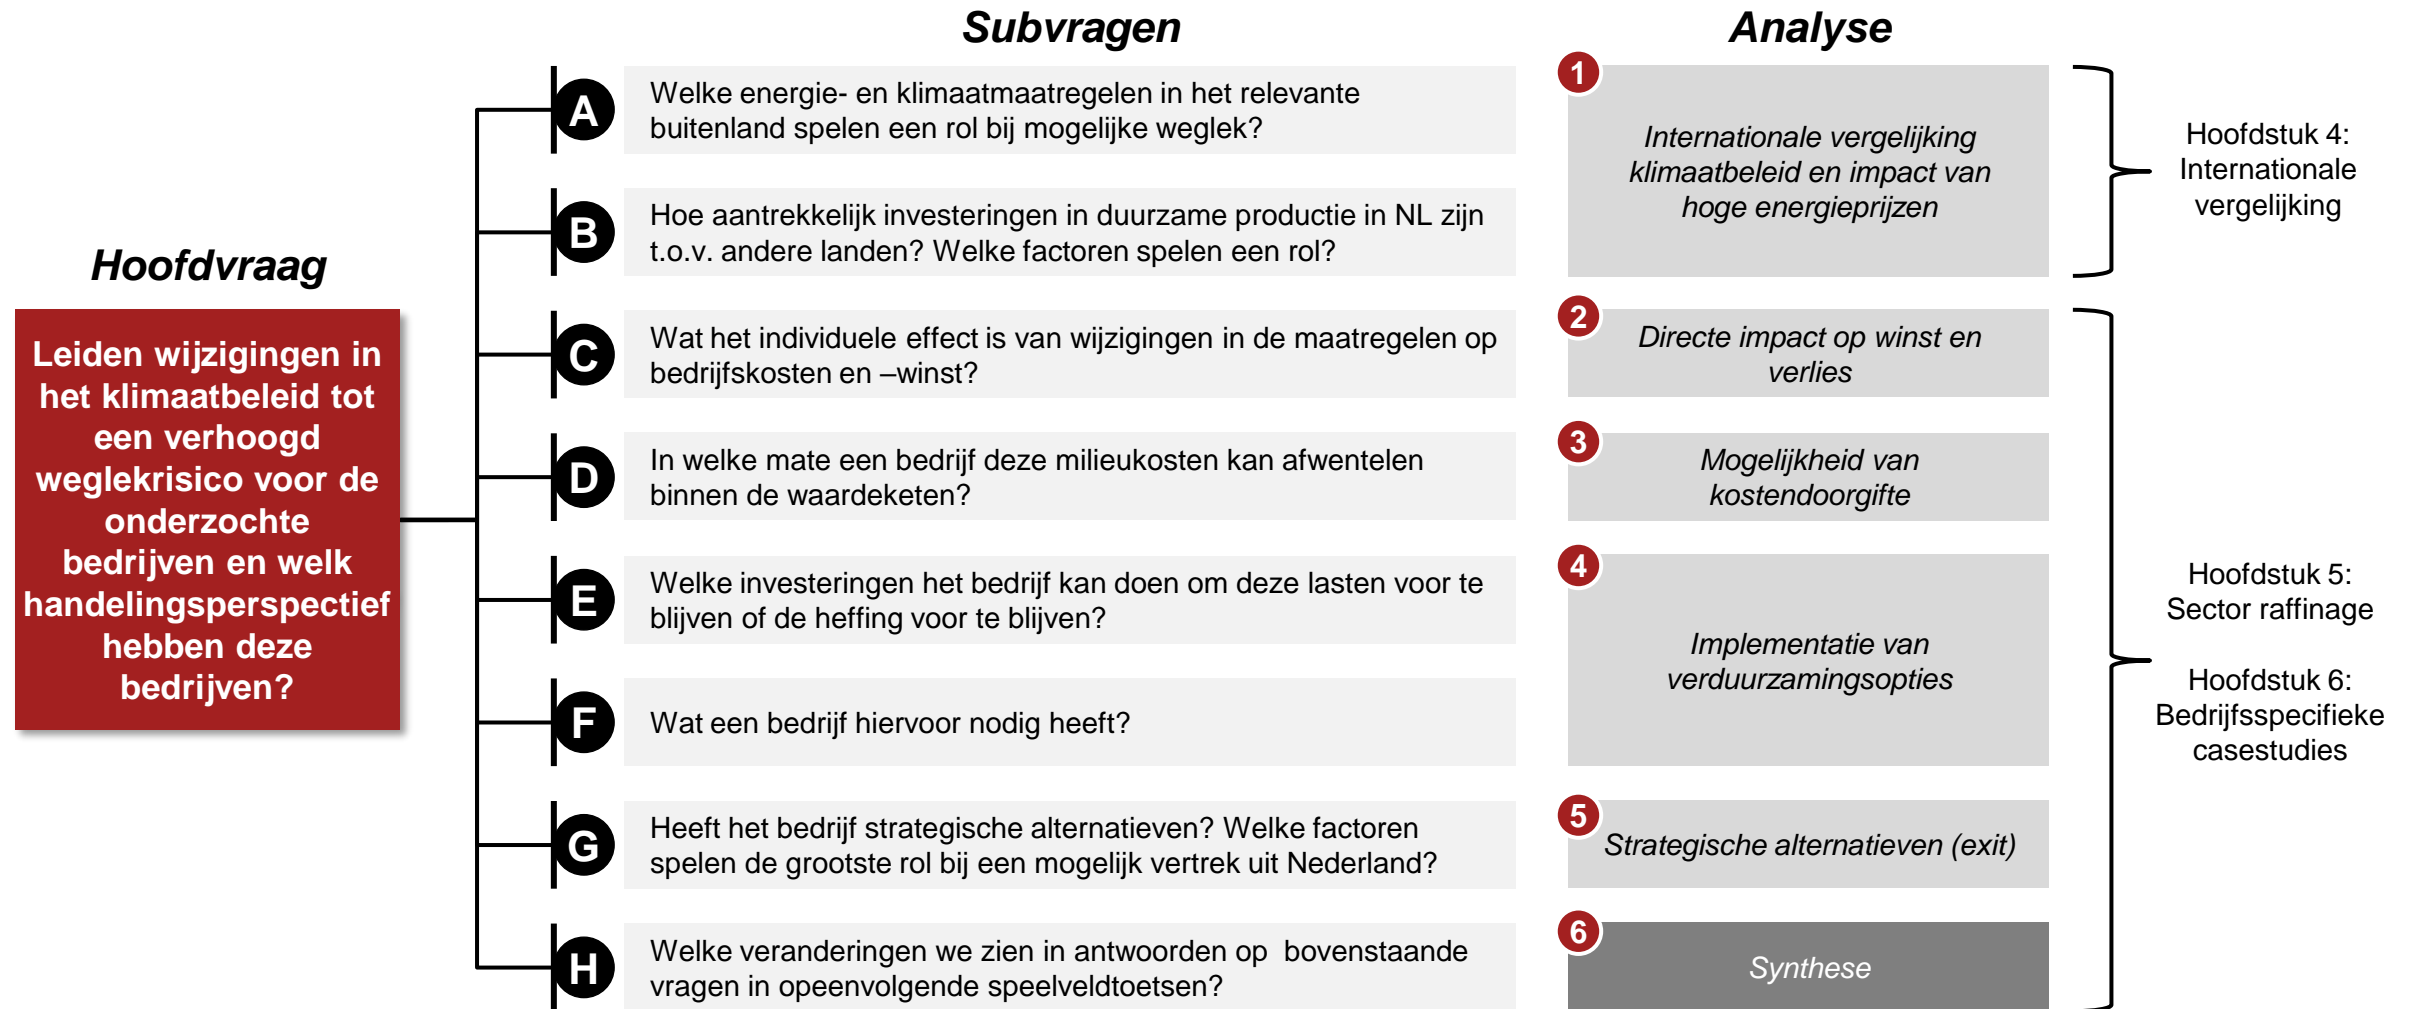 Subvragen
Analyse
Hoofdvraag
Leiden wijzigingen in
het klimaatbeleid tot
een verhoogd
weglekrisico voor de
onderzochte
bedrijven en welk
handelingsperspectief
hebben deze
bedrijven?
A
Welke energie- en klimaatmaatregelen in het relevante
buitenland spelen een rol bij mogelijke weglek?
B
Hoe aantrekkelijk investeringen in duurzame productie in NL zijn
t.o.v. andere landen? Welke factoren spelen een rol?
C
Wat het individuele effect is van wijzigingen in de maatregelen op
bedrijfskosten en –winst?
D
In welke mate een bedrijf deze milieukosten kan afwentelen
binnen de waardeketen?
E
Welke investeringen het bedrijf kan doen om deze lasten voor te
blijven of de heffing voor te blijven?
F
Wat een bedrijf hiervoor nodig heeft?
G
Heeft het bedrijf strategische alternatieven? Welke factoren
spelen de grootste rol bij een mogelijk vertrek uit Nederland?
H
Welke veranderingen we zien in antwoorden op  bovenstaande
vragen in opeenvolgende speelveldtoetsen?
1
Internationale vergelijking
klimaatbeleid en impact van
hoge energieprijzen
2
Directe impact op winst en
verlies
3
Mogelijkheid van
kostendoorgifte
4
Implementatie van
verduurzamingsopties
5
Strategische alternatieven (exit)
6
Synthese
Hoofdstuk 4:
Internationale
vergelijking
Hoofdstuk 5:
Sector raffinage
Hoofdstuk 6:
Bedrijfsspecifieke
casestudies